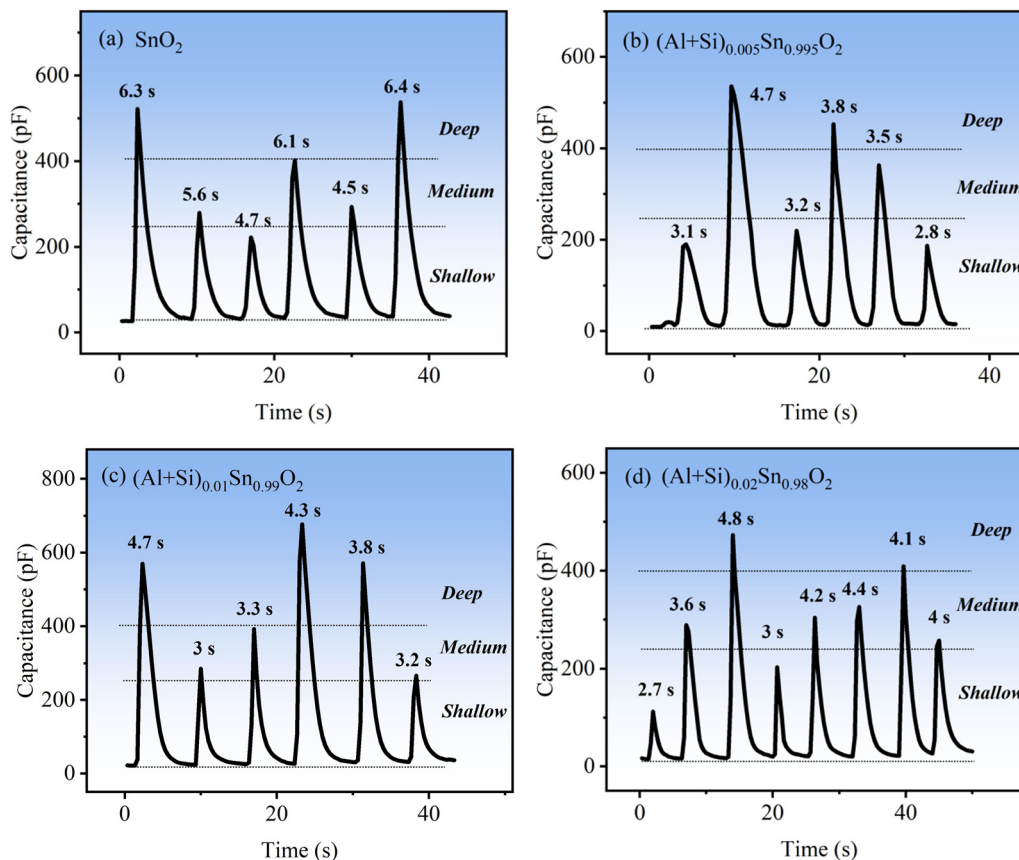 (a) SnO₂
Capacitance (pF)
600
400
200
0
6.3 s
5.6 s
4.7 s
6.1 s
4.5 s
6.4 s
Deep
Medium
Shallow
0
20
40
Time (s)
(b) (Al+Si)₀.₀₀₅Sn₀.₉₉₅O₂
Capacitance (pF)
600
400
200
0
3.1 s
4.7 s
3.2 s
3.8 s
3.5 s
2.8 s
Deep
Medium
Shallow
0
20
40
Time (s)
(c) (Al+Si)₀.₀₁Sn₀.₉₉O₂
Capacitance (pF)
800
600
400
200
0
4.7 s
3 s
3.3 s
4.3 s
3.8 s
3.2 s
Deep
Medium
Shallow
0
20
40
Time (s)
(d) (Al+Si)₀.₀₂Sn₀.₉₈O₂
Capacitance (pF)
600
400
200
0
2.7 s
3.6 s
4.8 s
3 s
4.2 s
4.4 s
4.1 s
4 s
Deep
Medium
Shallow
0
20
40
Time (s)